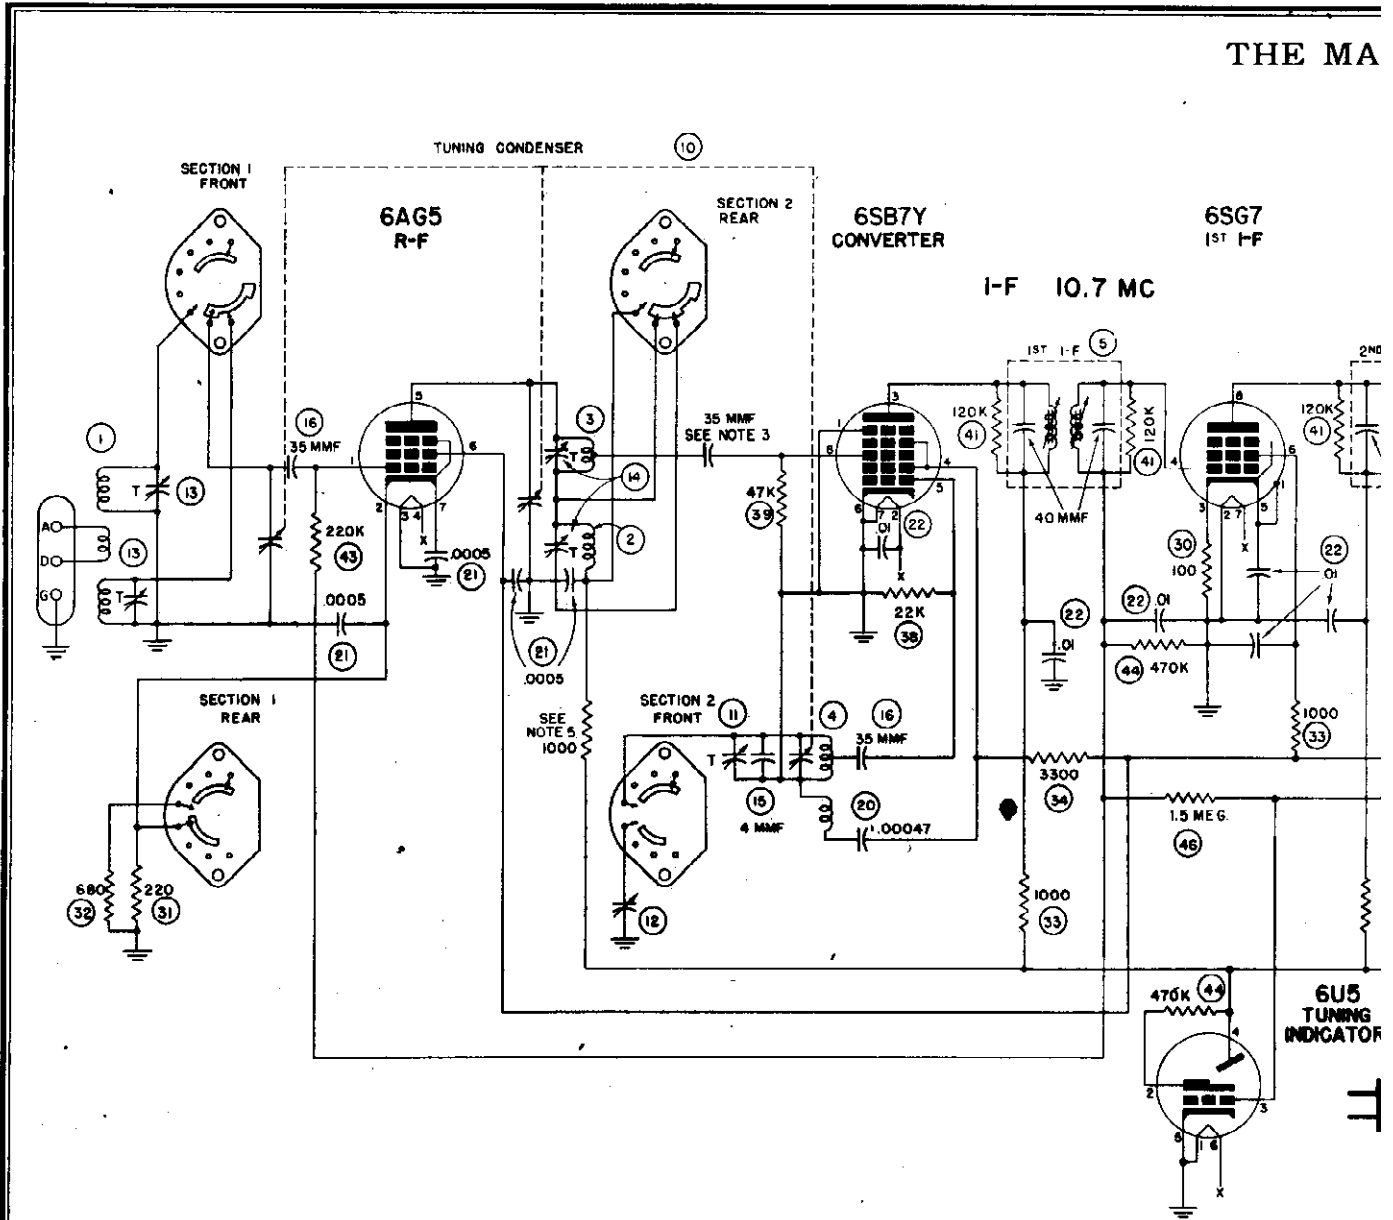 THE MA
TUNING CONDENSER
10
SECTION 1
FRONT
6AG5
R-F
SECTION 2
REAR
6SB7Y
CONVERTER
6SG7
1ST I-F
I-F 10.7 MC
1ST I-F
5
2ND
1
16
35 MMF
5
6
1
2
3
4
7
X
3
T
14
T
2
35 MMF
SEE NOTE 3
3
1
6
4
5
6
7
2
22
.01
X
120K
41
40 MMF
120K
41
8
4
6
1
3
2
7
5
X
120K
41
T
13
A
D
G
13
T
220K
43
.0005
21
.0005
21
21
.0005
47K
39
22K
38
30
100
22
.01
22
.01
22
.01
44
470K
SECTION 1
REAR
SEE
NOTE 5
1000
SECTION 2
FRONT
11
T
4
16
35 MMF
15
4 MMF
20
.00047
3300
34
1000
33
1.5 MEG.
46
680
32
220
31
12
1000
33
470K
44
6U5
TUNING
INDICATOR
4
2
3
5
1
6
X